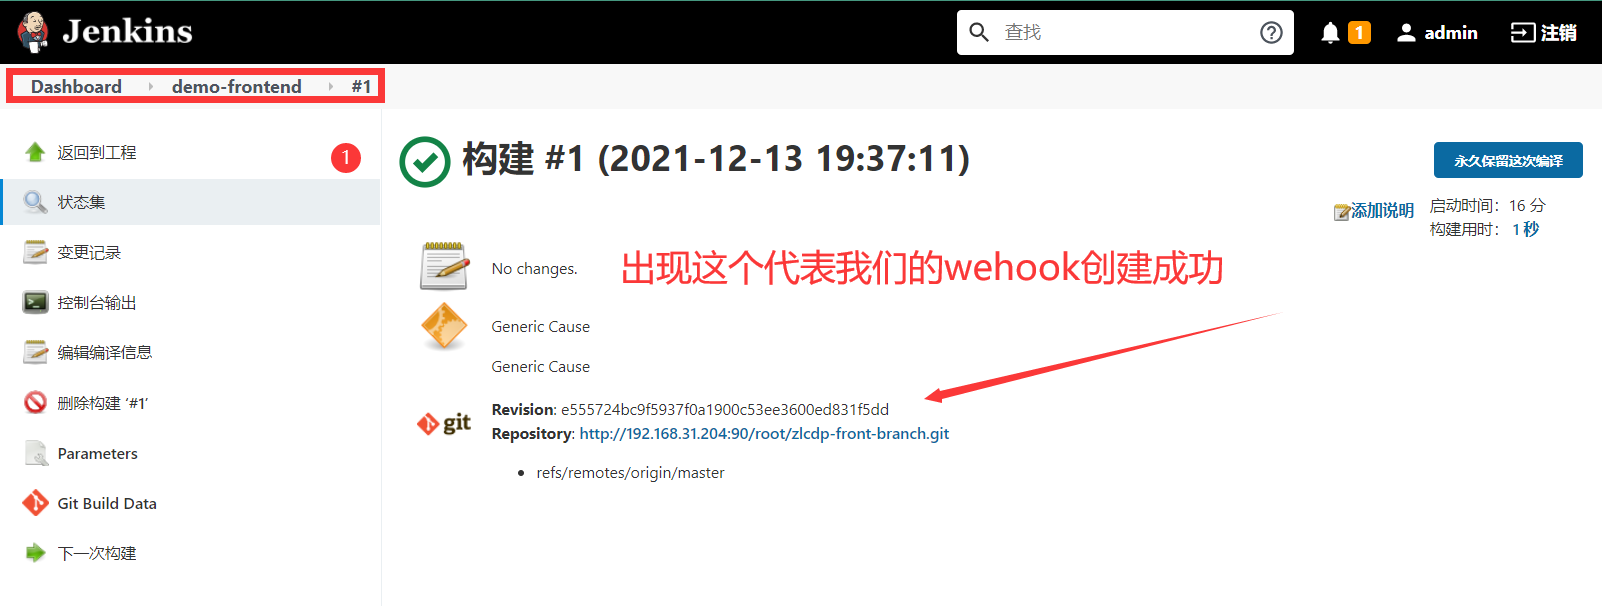 Jenkins
查找
1
admin
注销
Dashboard
demo-frontend
#1
返回到工程
1
状态集
变更记录
控制台输出
编辑编译信息
删除构建 ‘#1’
Parameters
Git Build Data
下一次构建
构建 #1 (2021-12-13 19:37:11)
永久保留这次编译
添加说明
启动时间：16 分
构建用时： 1 秒
No changes.
出现这个代表我们的wehook创建成功
Generic Cause
Generic Cause
git
Revision: e555724bc9f5937f0a1900c53ee3600ed831f5dd
Repository: http://192.168.31.204:90/root/zlcdp-front-branch.git
refs/remotes/origin/master